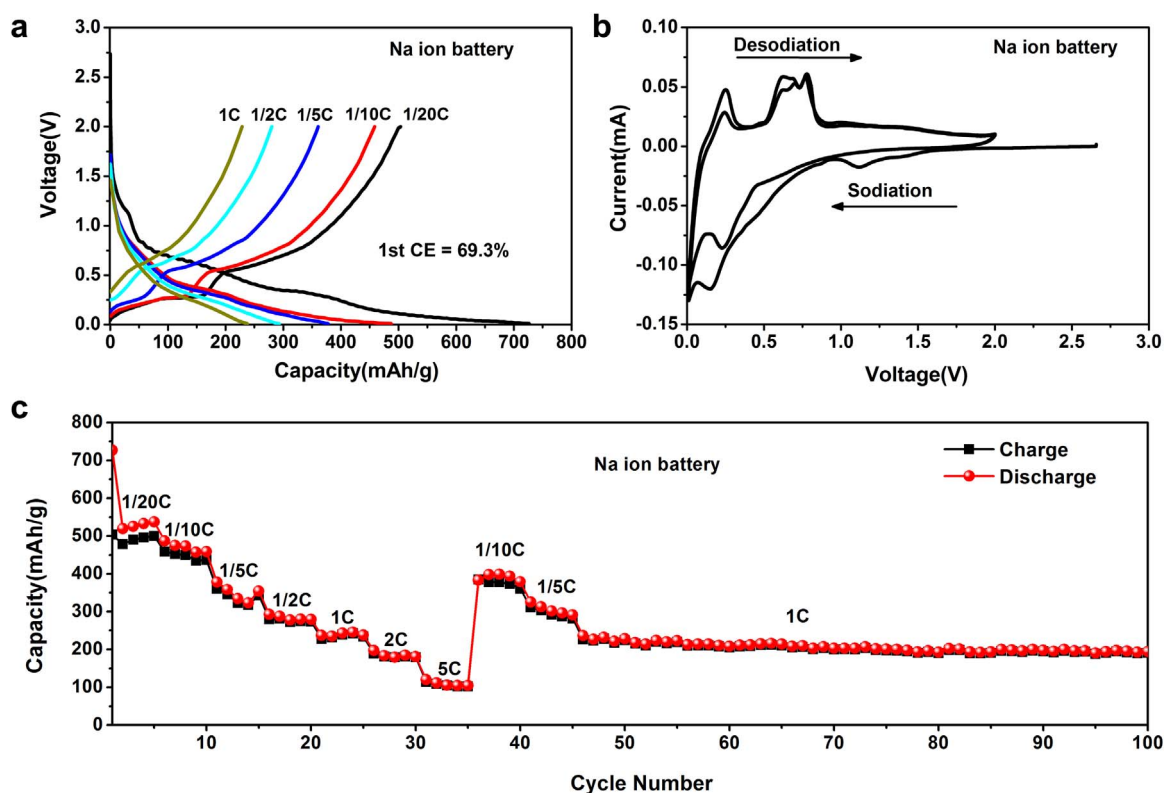 a
Na ion battery
1C
1/2C
1/5C
1/10C
1/20C
1st CE = 69.3%
3.0
2.5
2.0
1.5
1.0
0.5
0.0
Voltage(V)
0 100 200 300 400 500 600 700 800
Capacity(mAh/g)
b
Desodiation
Na ion battery
Sodiation
0.10
0.05
0.00
-0.05
-0.10
-0.15
Current(mA)
0.0 0.5 1.0 1.5 2.0 2.5 3.0
Voltage(V)
c
Na ion battery
Charge
Discharge
1/20C
1/10C
1/5C
1/2C
1C
2C
5C
1/10C
1/5C
1C
800
700
600
500
400
300
200
100
0
Capacity(mAh/g)
10 20 30 40 50 60 70 80 90 100
Cycle Number